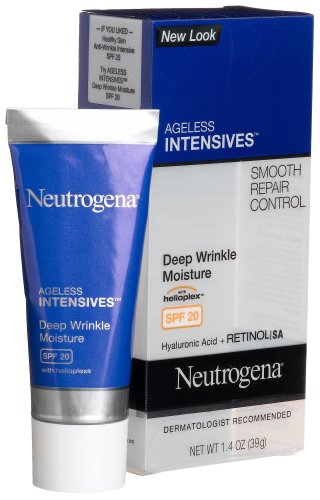 – IF YOU LIKED –
Healthy Skin
Anti-Wrinkle Intensive
SPF 20
Try AGELESS
INTENSIVES™
Deep Wrinkle Moisture
SPF 20
New Look
AGELESS
INTENSIVES™
SMOOTH
REPAIR
CONTROL
Deep Wrinkle
Moisture
with
helioplex™
SPF 20
Hyaluronic Acid + RETINOL|SA
Neutrogena®
DERMATOLOGIST RECOMMENDED
NET WT 1.4 OZ (39g)
Neutrogena®
AGELESS
INTENSIVES™
Deep Wrinkle
Moisture
SPF 20
with helioplex®